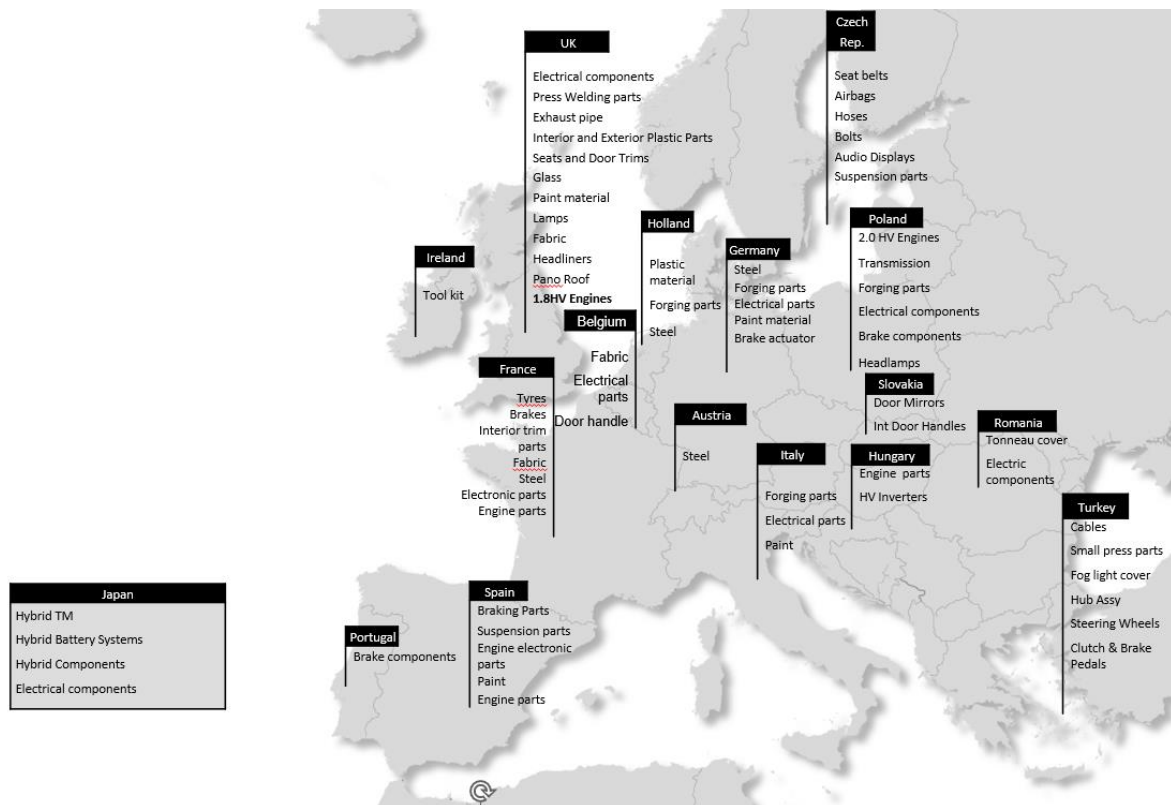 UK
Electrical components
Press Welding parts
Exhaust pipe
Interior and Exterior Plastic Parts
Seats and Door Trims
Glass
Paint material
Lamps
Fabric
Headliners
Pano Roof
1.8HV Engines
Czech
Rep.
Seat belts
Airbags
Hoses
Bolts
Audio Displays
Suspension parts
Ireland
Tool kit
Holland
Plastic
material
Forging parts
Steel
Germany
Steel
Forging parts
Electrical parts
Paint material
Brake actuator
Poland
2.0 HV Engines
Transmission
Forging parts
Electrical components
Brake components
Headlamps
Belgium
Fabric
Electrical
parts
Door handle
France
Tyres
Brakes
Interior trim
parts
Fabric
Steel
Electronic parts
Engine parts
Austria
Steel
Slovakia
Door Mirrors
Int Door Handles
Italy
Forging parts
Electrical parts
Paint
Hungary
Engine parts
HV Inverters
Romania
Tonneau cover
Electric
components
Turkey
Cables
Small press parts
Fog light cover
Hub Assy
Steering Wheels
Clutch & Brake
Pedals
Japan
Hybrid TM
Hybrid Battery Systems
Hybrid Components
Electrical components
Portugal
Brake components
Spain
Braking Parts
Suspension parts
Engine electronic
parts
Paint
Engine parts